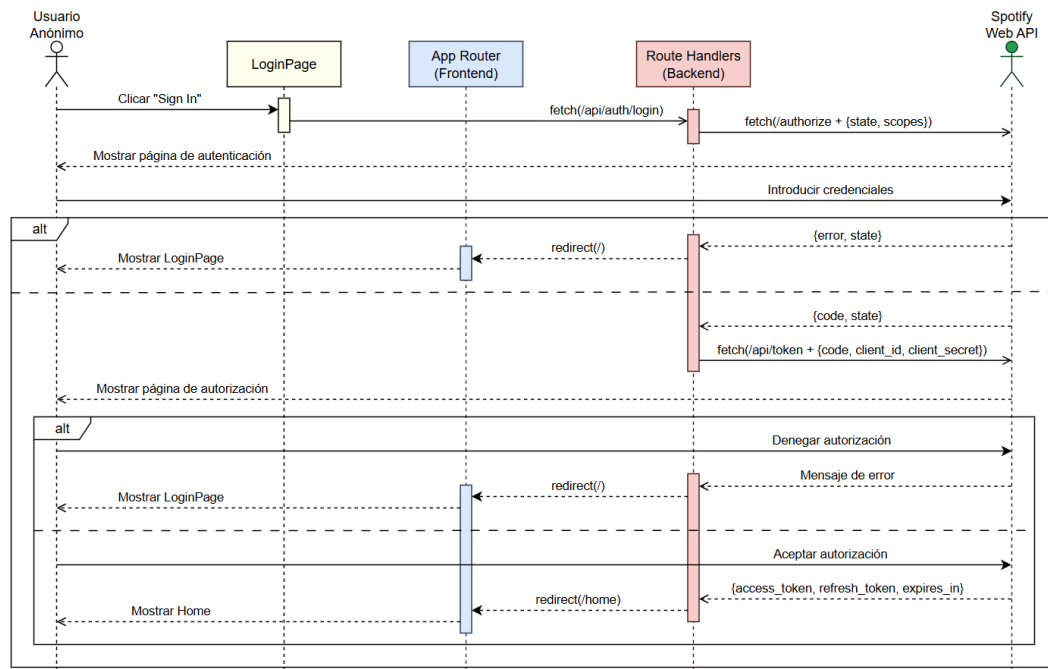 Usuario
Anónimo
Spotify
Web API
LoginPage
App Router
(Frontend)
Route Handlers
(Backend)
Clicar "Sign In"
fetch(/api/auth/login)
fetch(/authorize + {state, scopes})
Mostrar página de autenticación
Introducir credenciales
alt
{error, state}
redirect(/)
Mostrar LoginPage
{code, state}
fetch(/api/token + {code, client_id, client_secret})
Mostrar página de autorización
alt
Denegar autorización
Mensaje de error
redirect(/)
Mostrar LoginPage
Aceptar autorización
{access_token, refresh_token, expires_in}
redirect(/home)
Mostrar Home